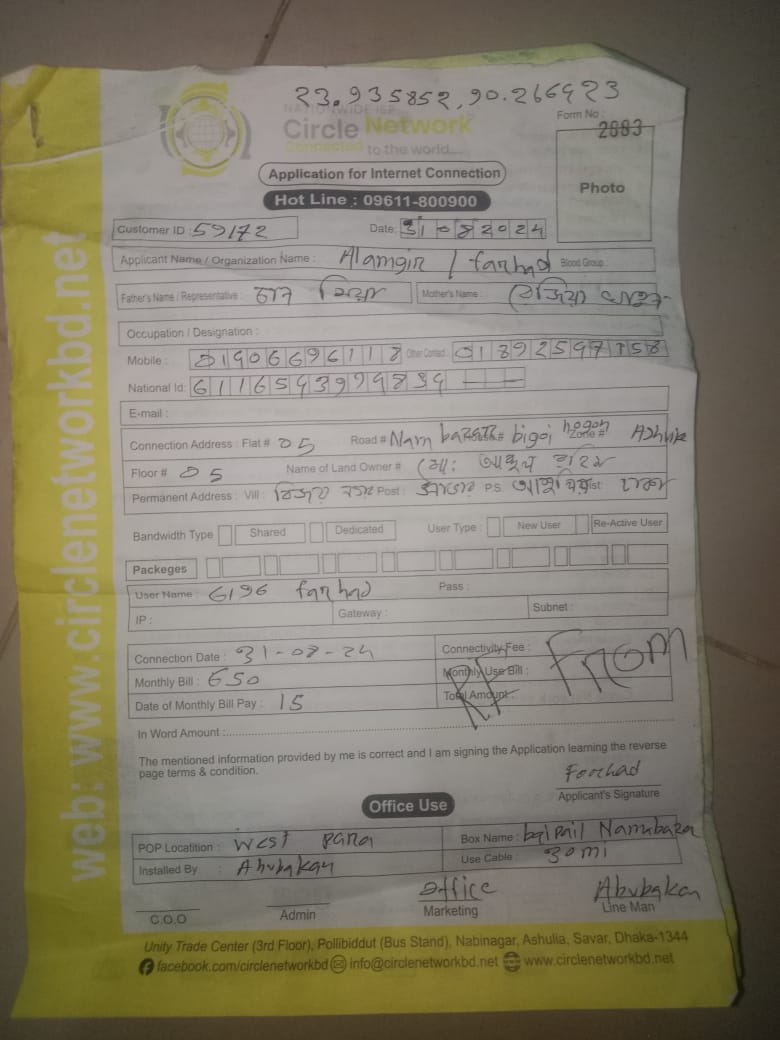 23.935852,90.266923
NATIONWIDE ISP
Circle Network
Connected to the world...
Form No :
2883
Photo
Application for Internet Connection
Hot Line : 09611-800900
Customer ID : 59172 Date: 31 08 2024
Applicant Name / Organization Name : Alamgir / farhad Blood Group :
Father's Name / Representative : মিয়া Mother's Name : রেজিয়া
Occupation / Designation :
Mobile : Other Contact :
National Id:
E-mail :
Connection Address : Flat # 05 Road # Nam bazar bigoi hogon Zone #
Floor # 05 Name of Land Owner # মো: আব্দুল
Permanent Address : Vill : বিজয় নগর Post : P.S. Dist: ঢাকা
Bandwidth Type Shared Dedicated User Type : New User Re-Active User
Packeges
User Name : 6196 farhad Pass :
IP : Gateway : Subnet :
Connection Date : 31-08-24 Connectivity Fee :
Monthly Bill : 650 Monthly Use Bill :
Date of Monthly Bill Pay : 15 Total Amount :
R.F From
In Word Amount :
The mentioned information provided by me is correct and I am signing the Application learning the reverse
page terms & condition.
Forhad
Applicant's Signature
Office Use
POP Locatition : West para Box Name : balpail Namabazar
Installed By : Abubakar Use Cable : 30 mi
Office Abubakar
C.O.O Admin Marketing Line Man
Unity Trade Center (3rd Floor), Pollibiddut (Bus Stand), Nabinagar, Ashulia, Savar, Dhaka-1344
facebook.com/circlenetworkbd info@circlenetworkbd.net www.circlenetworkbd.net
web: www.circlenetworkbd.net